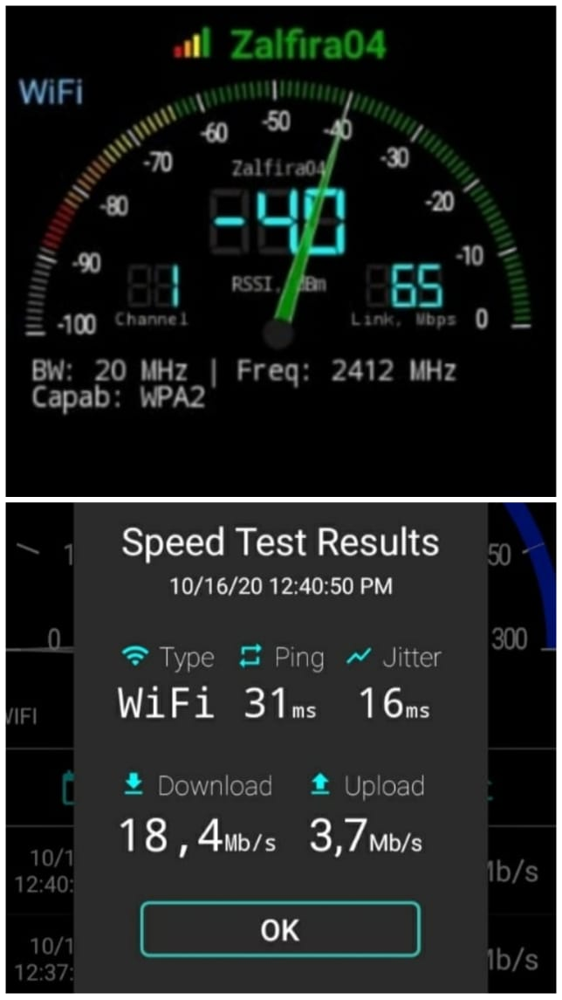 Zalfira04
WiFi
-100
-90
-80
-70
-60
-50
-40
-30
-20
-10
0
Zalfira04
-40
RSSI, dBm
1
Channel
65
Link, Mbps
BW: 20 MHz | Freq: 2412 MHz
Capab: WPA2
Speed Test Results
10/16/20 12:40:50 PM
Type Ping Jitter
WiFi 31ms 16ms
Download Upload
18,4Mb/s 3,7Mb/s
OK
0
1
50
300
10/1
12:40:
Mb/s
10/1
12:37:
Mb/s